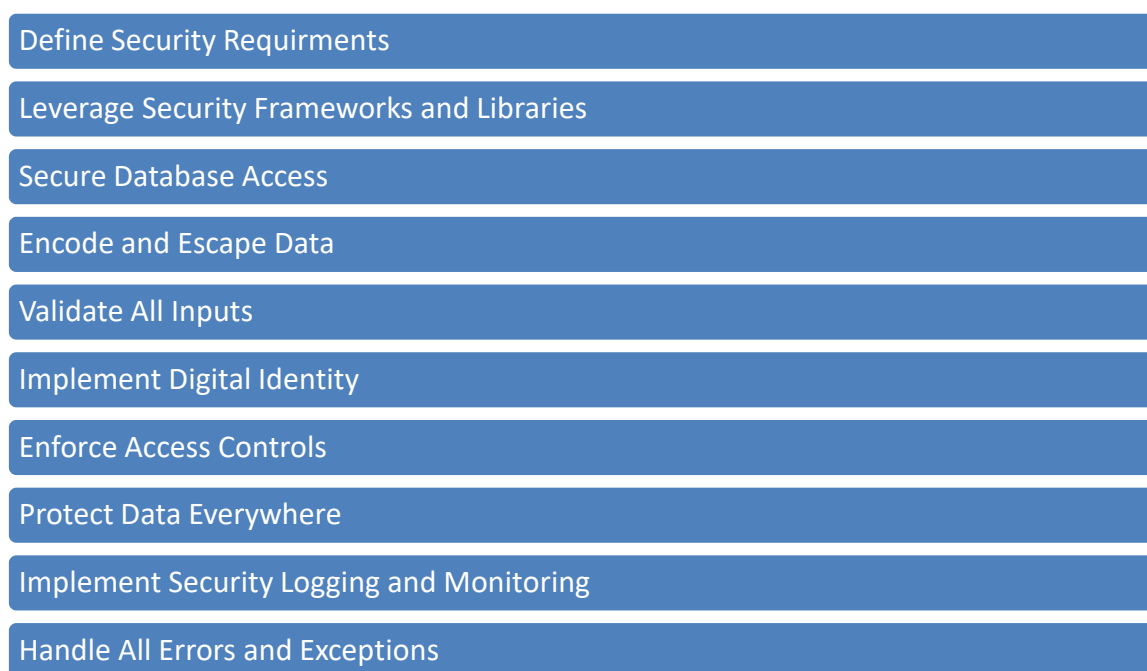 Define Security Requirments
Leverage Security Frameworks and Libraries
Secure Database Access
Encode and Escape Data
Validate All Inputs
Implement Digital Identity
Enforce Access Controls
Protect Data Everywhere
Implement Security Logging and Monitoring
Handle All Errors and Exceptions